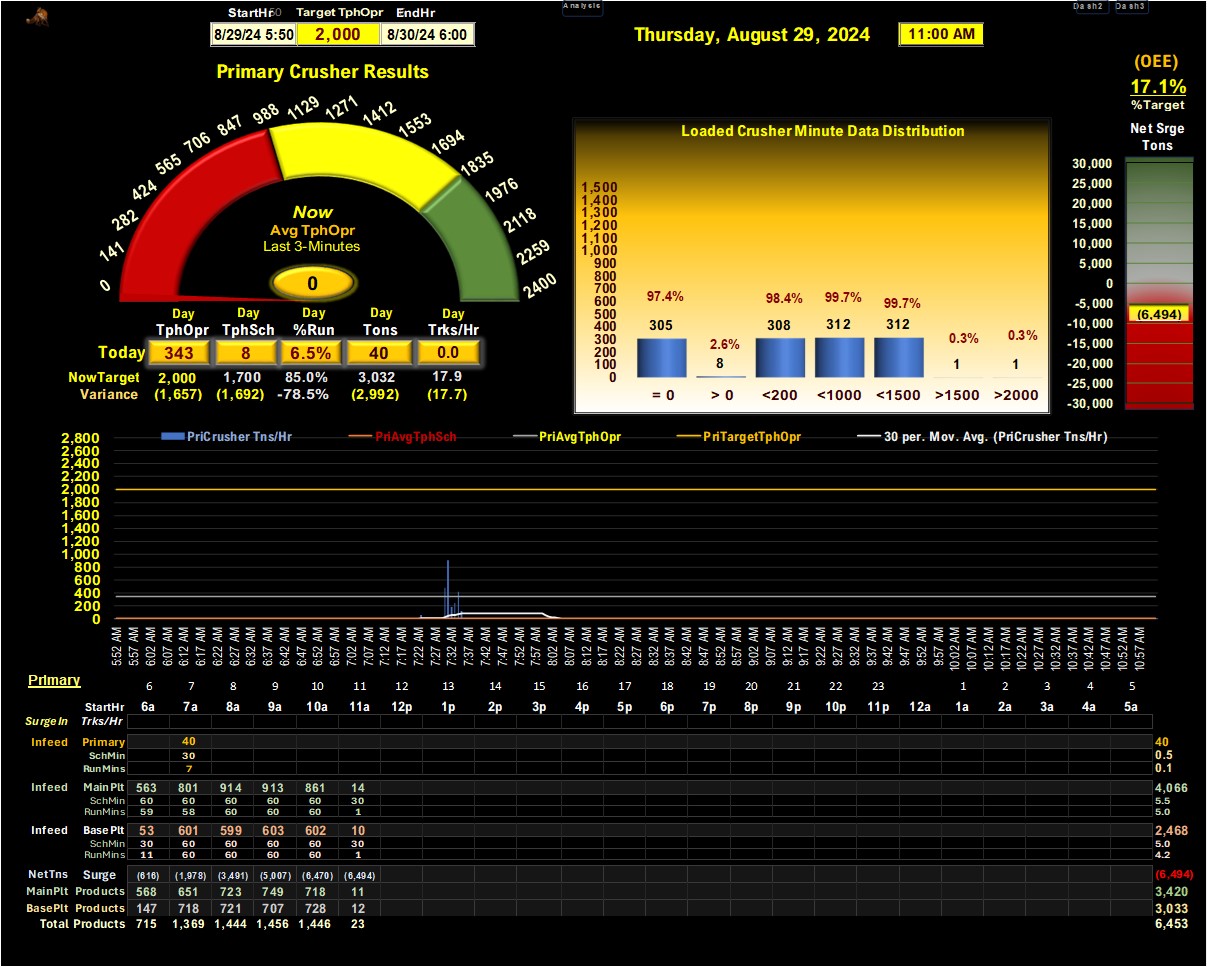 Analysis
Dash2 Dash3
StartHr Target TphOpr EndHr
8/29/24 5:50 2,000 8/30/24 6:00
Thursday, August 29, 2024
11:00 AM
(OEE)
17.1%
%Target
Primary Crusher Results
0 141 282 424 565 706 847 988 1129 1271 1412 1553 1694 1835 1976 2118 2259 2400
Now
Avg TphOpr
Last 3-Minutes
0
Day Day Day Day Day
TphOpr TphSch %Run Tons Trks/Hr
Today 343 8 6.5% 40 0.0
NowTarget 2,000 1,700 85.0% 3,032 17.9
Variance (1,657) (1,692) -78.5% (2,992) (17.7)
Loaded Crusher Minute Data Distribution
1,500
1,400
1,300
1,200
1,100
1,000
900
800
700
600
500
400
300
200
100
0
97.4% 2.6% 98.4% 99.7% 99.7% 0.3% 0.3%
305 8 308 312 312 1 1
= 0 > 0 <200 <1000 <1500 >1500 >2000
Net Srge
Tons
30,000
25,000
20,000
15,000
10,000
5,000
0
-5,000
(6,494)
-10,000
-15,000
-20,000
-25,000
-30,000
PriCrusher Tns/Hr PriAvgTphSch PriAvgTphOpr PriTargetTphOpr 30 per. Mov. Avg. (PriCrusher Tns/Hr)
2,800
2,600
2,400
2,200
2,000
1,800
1,600
1,400
1,200
1,000
800
600
400
200
0
5:52 AM 5:57 AM 6:02 AM 6:07 AM 6:12 AM 6:17 AM 6:22 AM 6:27 AM 6:32 AM 6:37 AM 6:42 AM 6:47 AM 6:52 AM 6:57 AM 7:02 AM 7:07 AM 7:12 AM 7:17 AM 7:22 AM 7:27 AM 7:32 AM 7:37 AM 7:42 AM 7:47 AM 7:52 AM 7:57 AM 8:02 AM 8:07 AM 8:12 AM 8:17 AM 8:22 AM 8:27 AM 8:32 AM 8:37 AM 8:42 AM 8:47 AM 8:52 AM 8:57 AM 9:02 AM 9:07 AM 9:12 AM 9:17 AM 9:22 AM 9:27 AM 9:32 AM 9:37 AM 9:42 AM 9:47 AM 9:52 AM 9:57 AM 10:02 AM 10:07 AM 10:12 AM 10:17 AM 10:22 AM 10:27 AM 10:32 AM 10:37 AM 10:42 AM 10:47 AM 10:52 AM 10:57 AM
Primary
6 7 8 9 10 11 12 13 14 15 16 17 18 19 20 21 22 23 1 2 3 4 5
StartHr 6a 7a 8a 9a 10a 11a 12p 1p 2p 3p 4p 5p 6p 7p 8p 9p 10p 11p 12a 1a 2a 3a 4a 5a
SurgeIn Trks/Hr
Infeed Primary 40 40
SchMin 30 0.5
RunMins 7 0.1
Infeed MainPlt 563 801 914 913 861 14 4,066
SchMin 60 60 60 60 60 30 5.5
RunMins 59 58 60 60 60 1 5.0
Infeed BasePlt 53 601 599 603 602 10 2,468
SchMin 30 60 60 60 60 30 5.0
RunMins 11 60 60 60 60 1 4.2
NetTns Surge (616) (1,978) (3,491) (5,007) (6,470) (6,494) (6,494)
MainPlt Products 568 651 723 749 718 11 3,420
BasePlt Products 147 718 721 707 728 12 3,033
Total Products 715 1,369 1,444 1,456 1,446 23 6,453